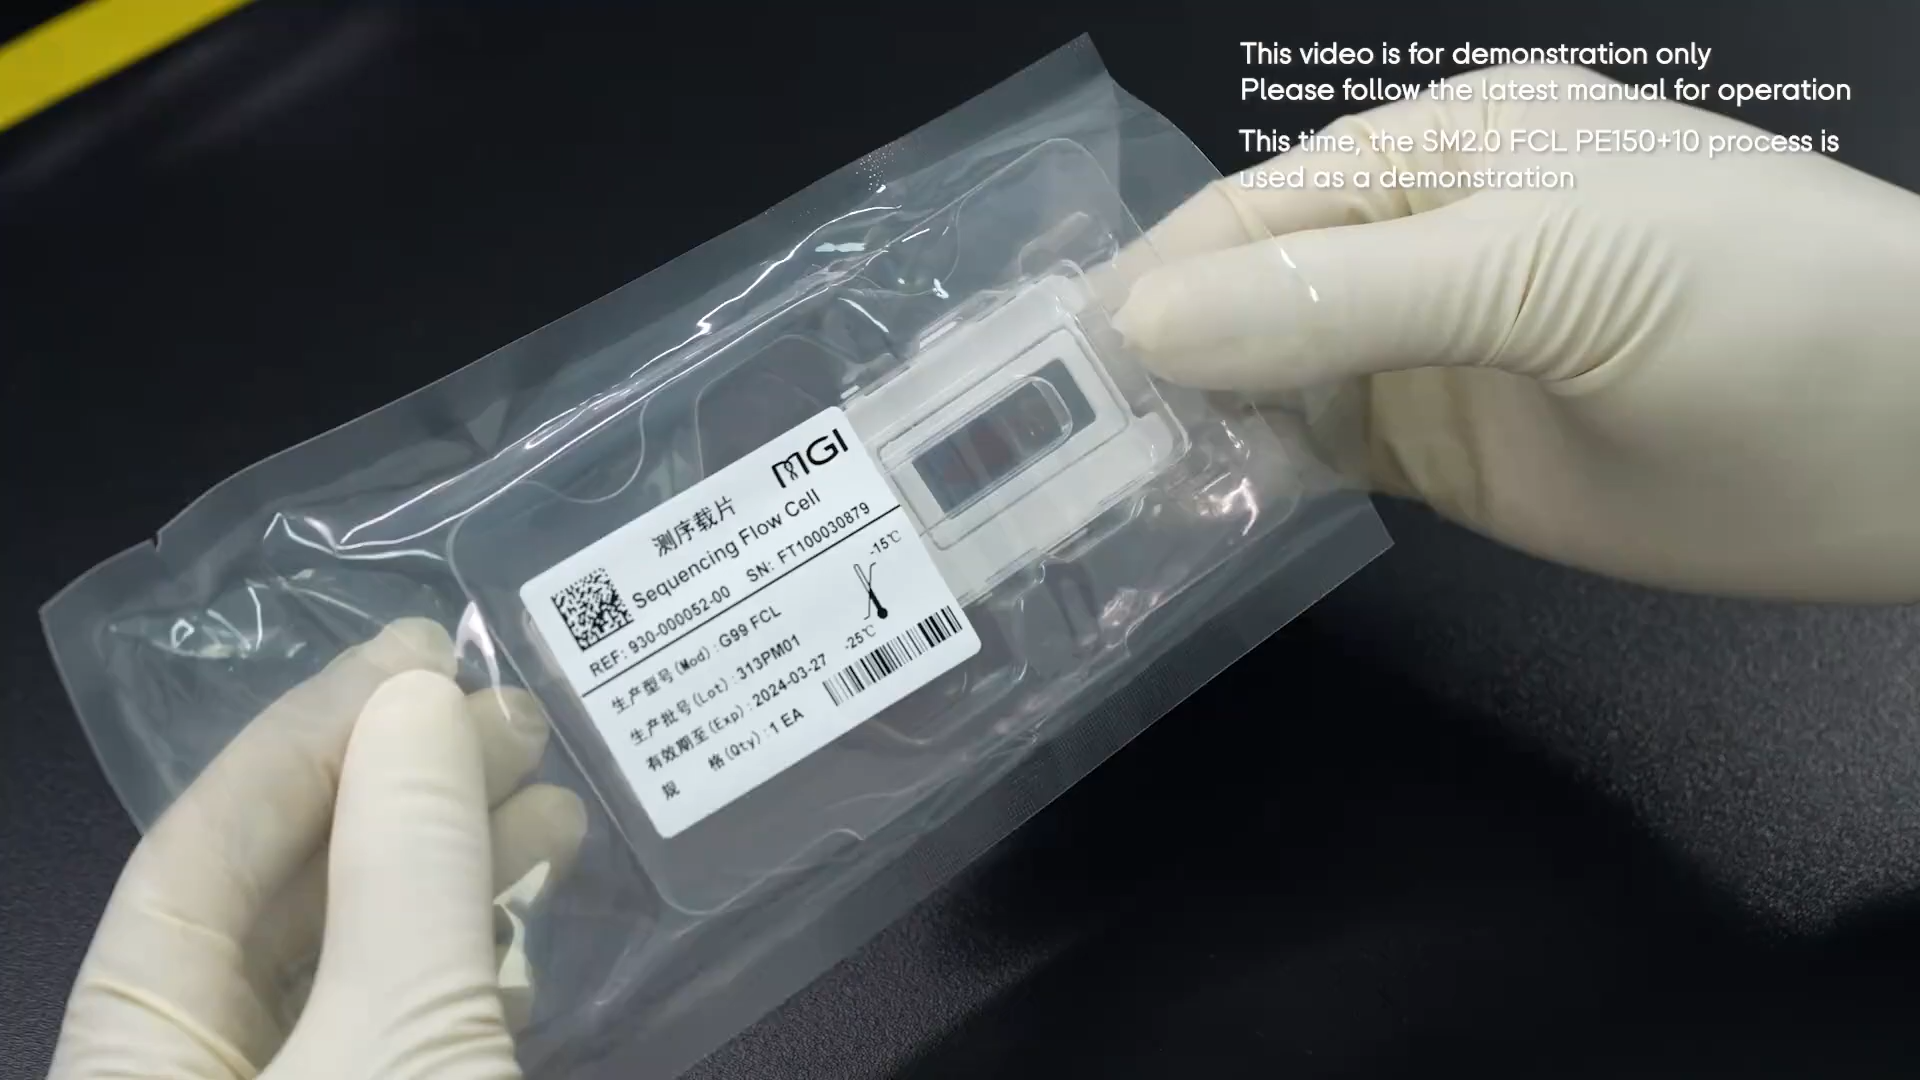 This video is for demonstration only
Please follow the latest manual for operation
This time, the SM2.0 FCL PE150+10 process is
used as a demonstration
MGI
测序载片
Sequencing Flow Cell
REF: 930-000052-00 SN: FT100030879
生产型号(Mod):G99 FCL
生产批号(Lot):313PM01
有效期至(Exp):2024-03-27
规 格(Qty):1 EA
-15℃
-25℃